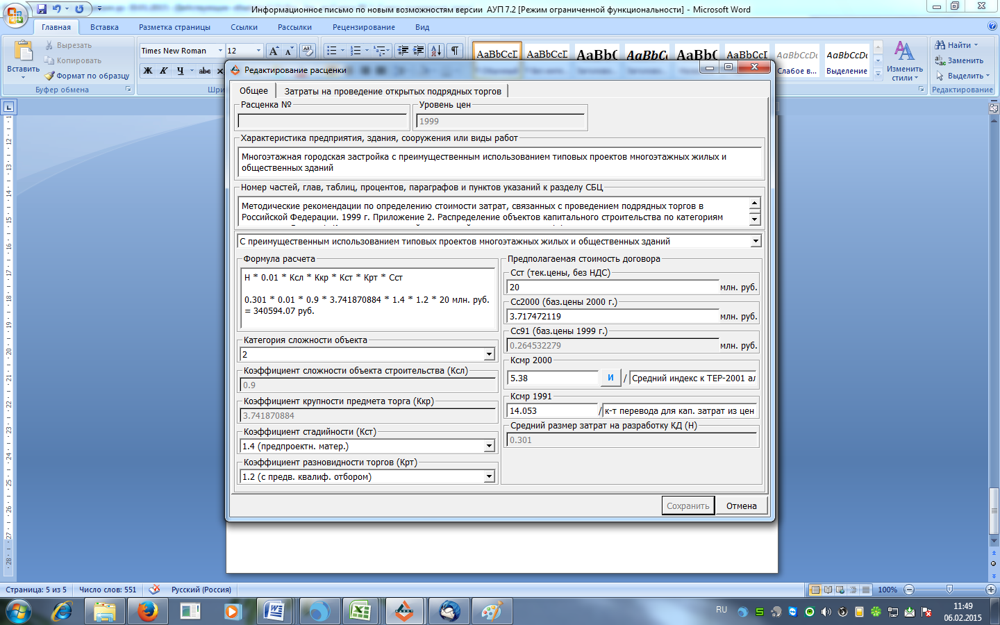 Информационное письмо по новым возможностям версии АУП 7.2 [Режим ограниченной функциональности] - Microsoft Word
Главная
Вставка
Разметка страницы
Ссылки
Рассылки
Рецензирование
Вид
Вставить
Вырезать
Копировать
Формат по образцу
Буфер обмена
Times New Roman
12
Ж К Ч abc
Шри
AaBbCcI
AaBbCcI
AaBbC
AaBbCc
AaBbC
AaBbCcI
AaBbCcDc
AaBbCcDc
Слабое в...
Выделение
Изменить
стили
Найти
Заменить
Выделить
Редактирование
Редактирование расценки
Общее
Затраты на проведение открытых подрядных торгов
Расценка №
Уровень цен
1999
Характеристика предприятия, здания, сооружения или виды работ
Многоэтажная городская застройка с преимущественным использованием типовых проектов многоэтажных жилых и
общественных зданий
Номер частей, глав, таблиц, процентов, параграфов и пунктов указаний к разделу СБЦ
Методические рекомендации по определению стоимости затрат, связанных с проведением подрядных торгов в
Российской Федерации. 1999 г. Приложение 2. Распределение объектов капитального строительства по категориям
С преимущественным использованием типовых проектов многоэтажных жилых и общественных зданий
Формула расчета
Н * 0.01 * Ксл * Ккр * Кст * Крт * Сст
0.301 * 0.01 * 0.9 * 3.741870884 * 1.4 * 1.2 * 20 млн. руб.
= 340594.07 руб.
Категория сложности объекта
2
Коэффициент сложности объекта строительства (Ксл)
0.9
Коэффициент крупности предмета торга (Ккр)
3.741870884
Коэффициент стадийности (Кст)
1.4 (предпроектн. матер.)
Коэффициент разновидности торгов (Крт)
1.2 (с предв. квалиф. отбором)
Предполагаемая стоимость договора
Сст (тек.цены, без НДС)
20 млн. руб.
Сс2000 (баз.цены 2000 г.)
3.717472119 млн. руб.
Сс91 (баз.цены 1999 г.)
0.264532279 млн. руб.
Ксмр 2000
5.38 И / Средний индекс к ТЕР-2001 ал
Ксмр 1991
14.053 / к-т перевода для кап. затрат из цен
Средний размер затрат на разработку КД (Н)
0.301
Сохранить
Отмена
Страница: 5 из 5
Число слов: 551
Русский (Россия)
100%
RU
11:49
06.02.2015